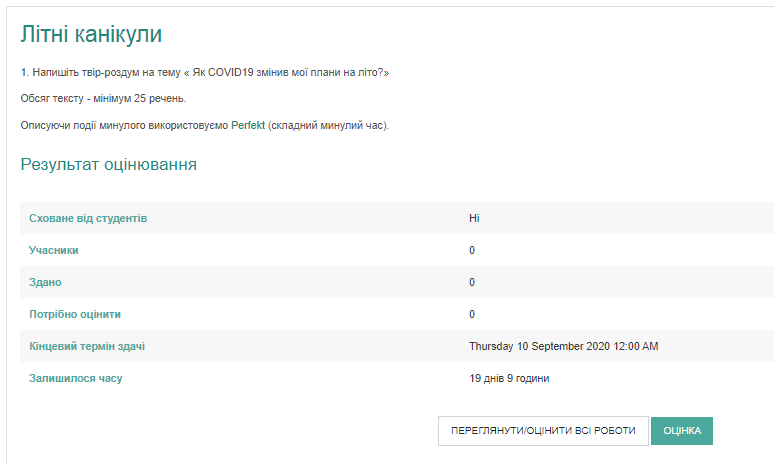 Літні канікули
1. Напишіть твір-роздум на тему « Як COVID19 змінив мої плани на літо?»
Обсяг тексту - мінімум 25 речень.
Описуючи події минулого використовуємо Perfekt (складний минулий час).
Результат оцінювання
Сховане від студентів Ні
Учасники 0
Здано 0
Потрібно оцінити 0
Кінцевий термін здачі Thursday 10 September 2020 12:00 AM
Залишилося часу 19 днів 9 години
ПЕРЕГЛЯНУТИ/ОЦІНИТИ ВСІ РОБОТИ ОЦІНКА